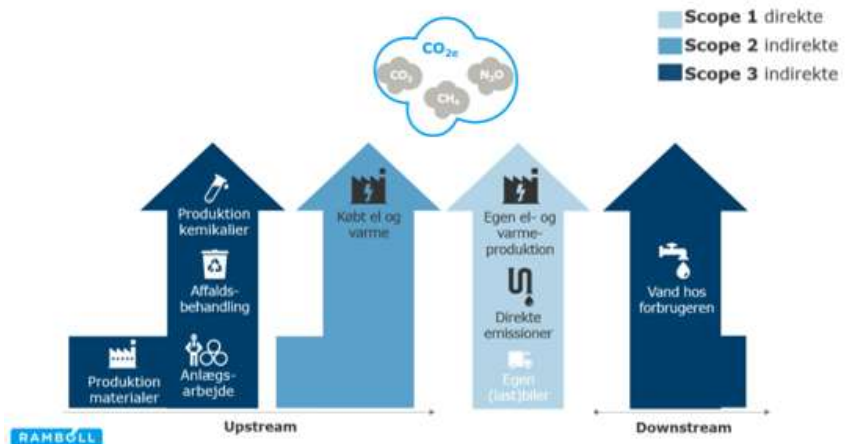 Scope 1 direkte
Scope 2 indirekte
Scope 3 indirekte
CO2e
CO2
N2O
CH4
Produktion
kemikalier
Affalds-
behandling
Produktion
materialer
Anlægs-
arbejde
Købt el og
varme
Egen el- og
varme-
produktion
Direkte
emissioner
Egen
(last)biler
Vand hos
forbrugeren
Upstream
Downstream
RAMBOLL